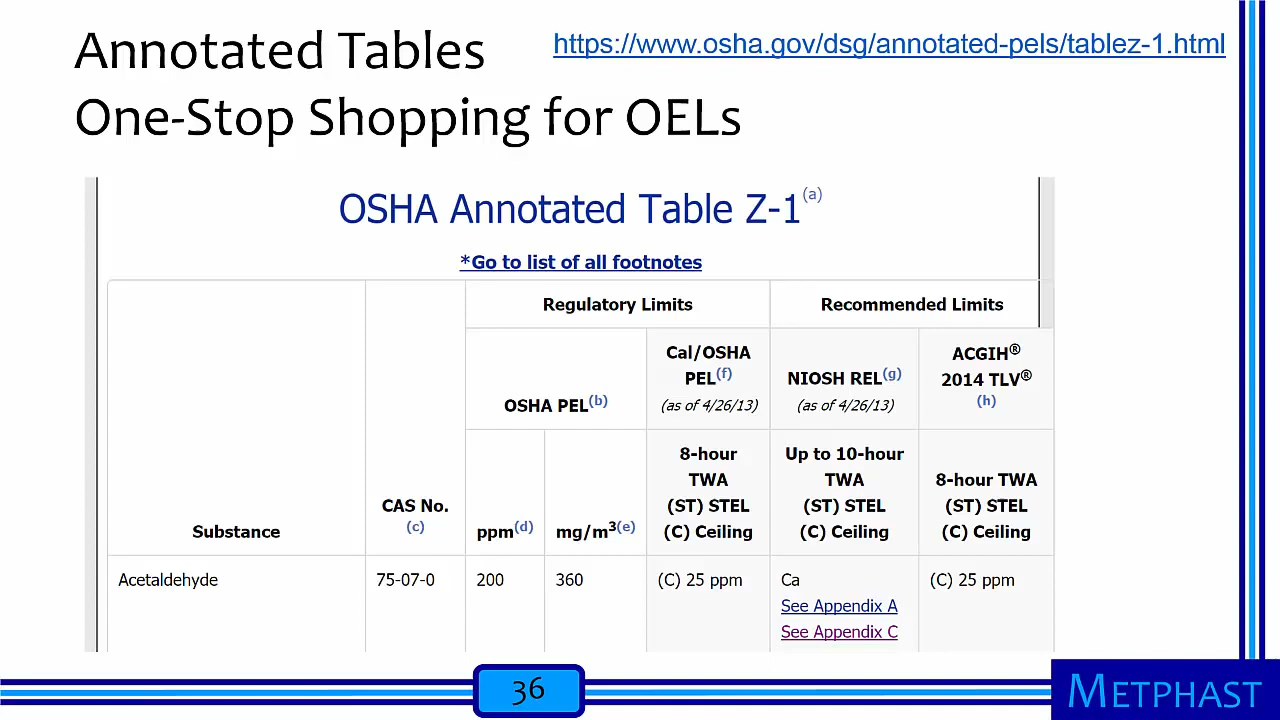 Annotated Tables
https://www.osha.gov/dsg/annotated-pels/tablez-1.html
One-Stop Shopping for OELs
OSHA Annotated Table Z-1(a)
*Go to list of all footnotes
Regulatory Limits
Recommended Limits
OSHA PEL(b)
Cal/OSHA
PEL(f)
(as of 4/26/13)
NIOSH REL(g)
(as of 4/26/13)
ACGIH®
2014 TLV®
(h)
Substance
CAS No.
(c)
ppm(d)
mg/m3(e)
8-hour
TWA
(ST) STEL
(C) Ceiling
Up to 10-hour
TWA
(ST) STEL
(C) Ceiling
8-hour TWA
(ST) STEL
(C) Ceiling
Acetaldehyde
75-07-0
200
360
(C) 25 ppm
Ca
See Appendix A
See Appendix C
(C) 25 ppm
36
METPHAST